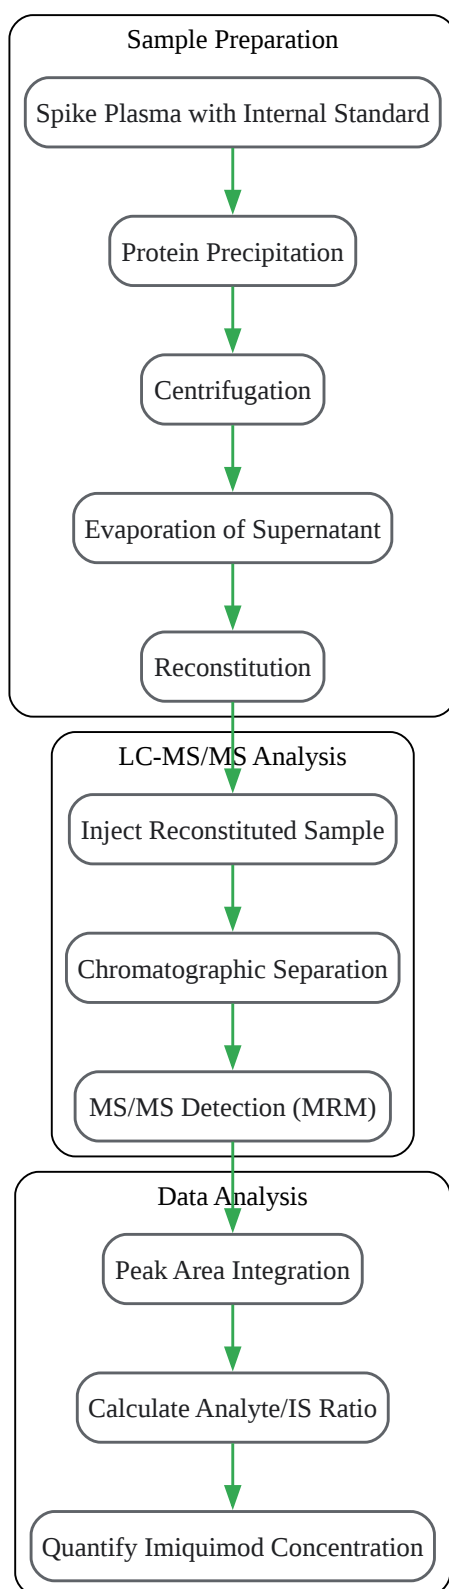 Sample Preparation
Spike Plasma with Internal Standard
Protein Precipitation
Centrifugation
Evaporation of Supernatant
Reconstitution
LC-MS/MS Analysis
Inject Reconstituted Sample
Chromatographic Separation
MS/MS Detection (MRM)
Data Analysis
Peak Area Integration
Calculate Analyte/IS Ratio
Quantify Imiquimod Concentration